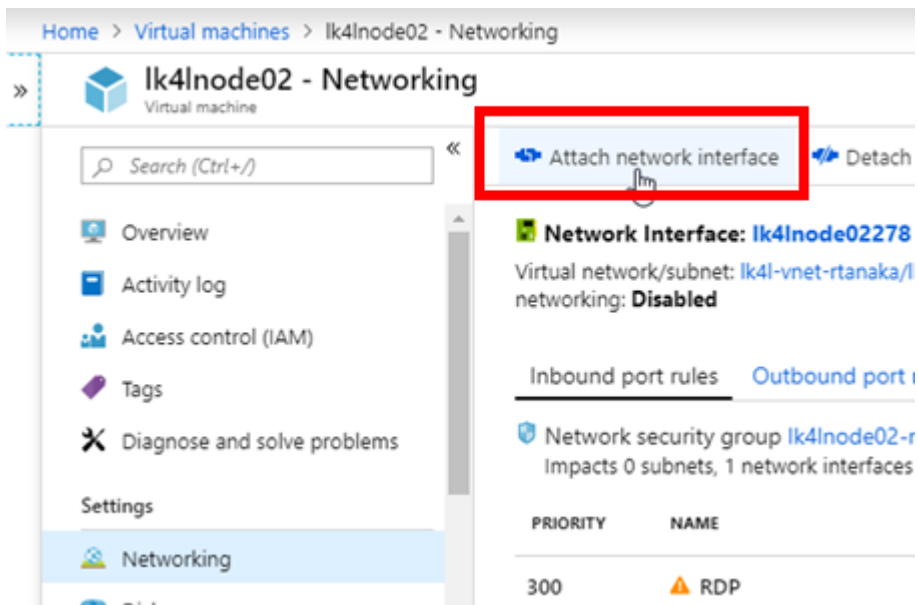 Home > Virtual machines > lk4lnode02 - Networking
lk4lnode02 - Networking
Virtual machine
Search (Ctrl+/)
Overview
Activity log
Access control (IAM)
Tags
Diagnose and solve problems
Settings
Networking
Attach network interface Detach
Network Interface: lk4lnode02278
Virtual network/subnet: lk4l-vnet-rtanaka/l
networking: Disabled
Inbound port rules Outbound port
Network security group lk4lnode02-
Impacts 0 subnets, 1 network interfaces
PRIORITY NAME
300 RDP